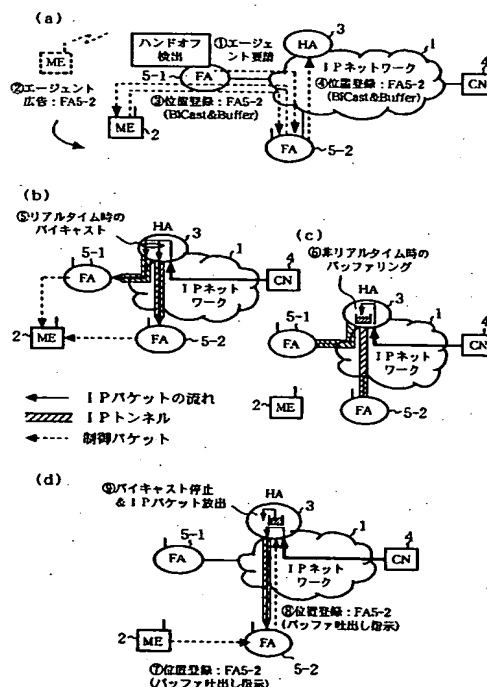 (a)
ME
②エージェント
広告：FA5-2
ハンドオフ
検出
5-1
FA
①エージェ
ント要請
3
HA
1
IPネットワーク
4
CN
③位置登録：FA5-2
(BiCast&Buffer)
④位置登録：FA5-2
(BiCast&Buffer)
ME
2
FA
5-2
(b)
⑤リアルタイム時の
バイキャスト
HA
3
1
5-1
FA
IPネット
ワーク
4
CN
2
ME
FA
5-2
(c)
⑥非リアルタイム時の
バッファリング
HA
3
1
5-1
FA
IPネット
ワーク
4
CN
2
ME
FA
5-2
IPパケットの流れ
IPトンネル
制御パケット
(d)
⑨バイキャスト停止
&IPパケット放出
HA
3
1
5-1
FA
IPネット
ワーク
4
CN
2
ME
FA
5-2
⑧位置登録：FA5-2
(バッファ吐出し指示)
⑦位置登録：FA5-2
(バッファ吐出し指示)